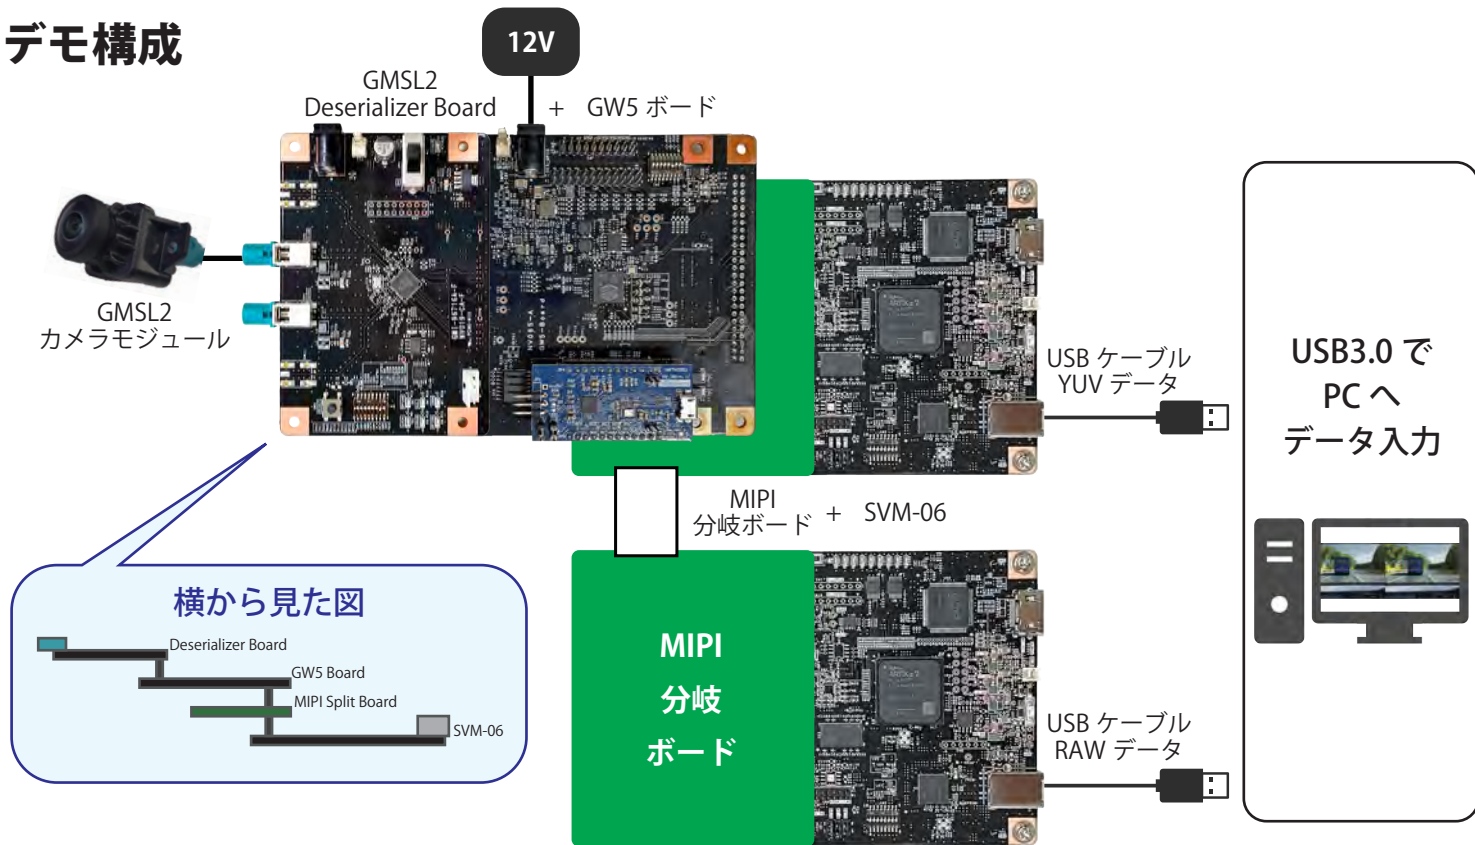 デモ構成
12V
GMSL2
Deserializer Board + GW5 ボード
GMSL2
カメラモジュール
USB ケーブル
YUV データ
USB3.0 で
PC へ
データ入力
MIPI
分岐ボード + SVM-06
横から見た図
Deserializer Board
GW5 Board
MIPI Split Board
SVM-06
MIPI
分岐
ボード
USB ケーブル
RAW データ